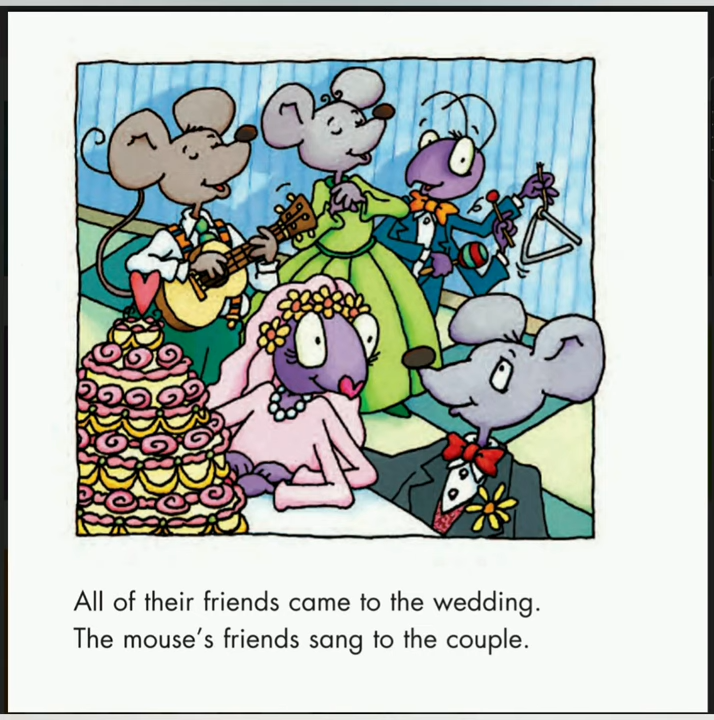 All of their friends came to the wedding.
The mouse's friends sang to the couple.